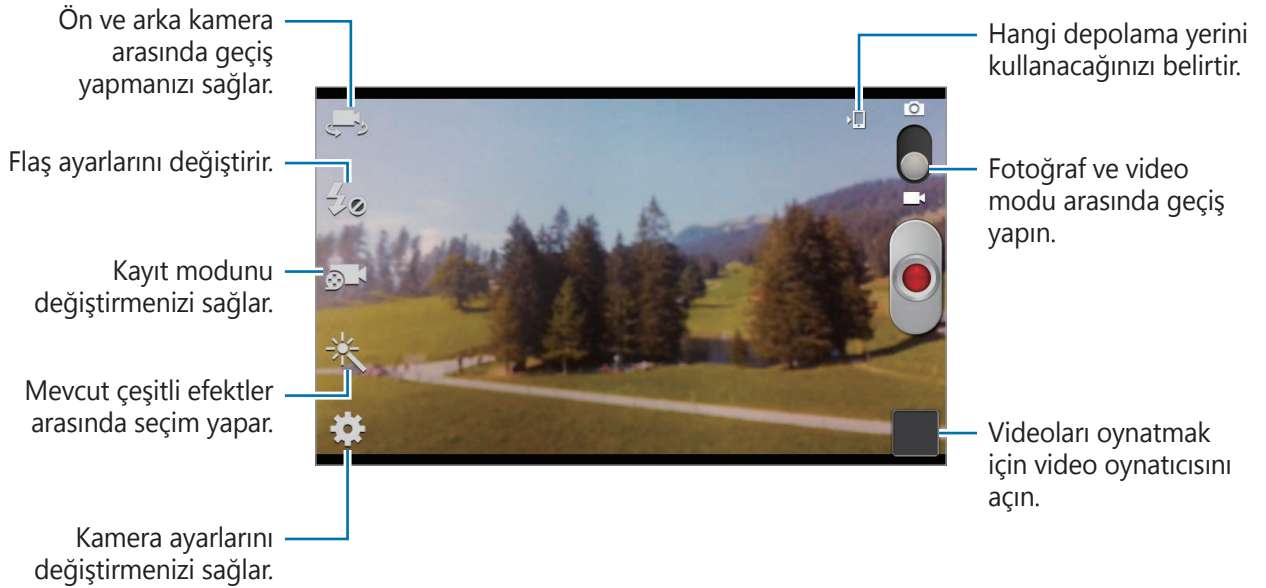 Ön ve arka kamera
arasında geçiş
yapmanızı sağlar.
Flaş ayarlarını değiştirir.
Kayıt modunu
değiştirmenizi sağlar.
Mevcut çeşitli efektler
arasında seçim yapar.
Kamera ayarlarını
değiştirmenizi sağlar.
Hangi depolama yerini
kullanacağınızı belirtir.
Fotoğraf ve video
modu arasında geçiş
yapın.
Videoları oynatmak
için video oynatıcısını
açın.